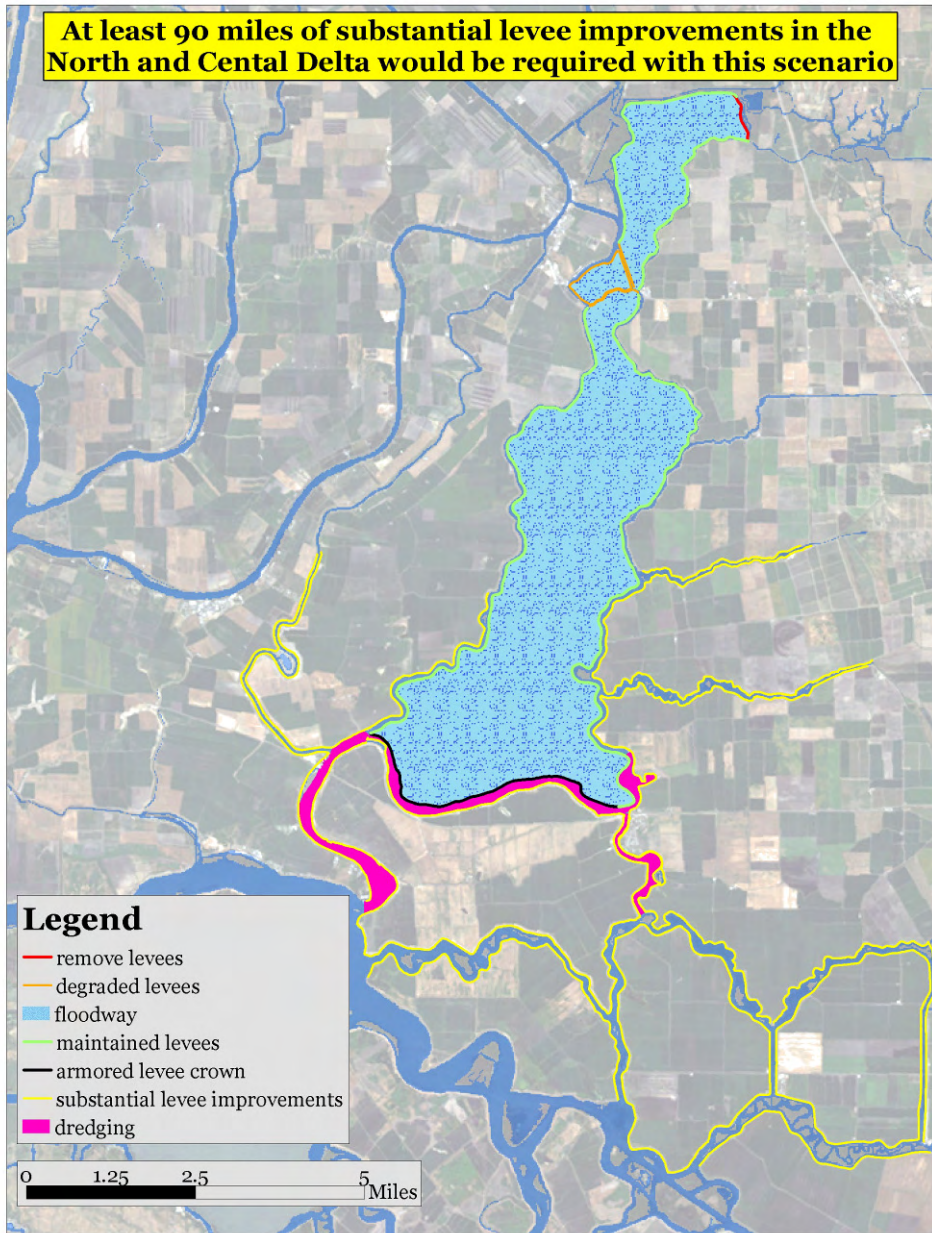 At least 90 miles of substantial levee improvements in the
North and Cental Delta would be required with this scenario
Legend
remove levees
degraded levees
floodway
maintained levees
armored levee crown
substantial levee improvements
dredging
0 1.25 2.5 5
Miles